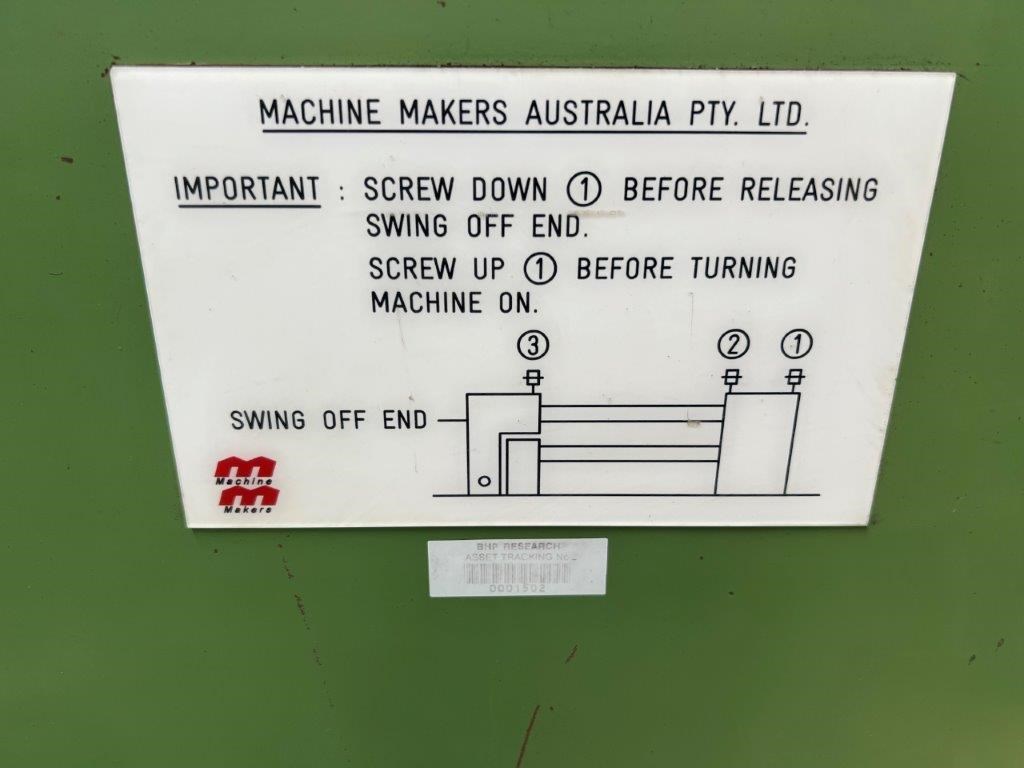 MACHINE MAKERS AUSTRALIA PTY. LTD.
IMPORTANT : SCREW DOWN ① BEFORE RELEASING
SWING OFF END.
SCREW UP ① BEFORE TURNING
MACHINE ON.
③ ② ①
SWING OFF END
Machine
Makers
BHP RESEARCH
ASSET TRACKING No.
0001502